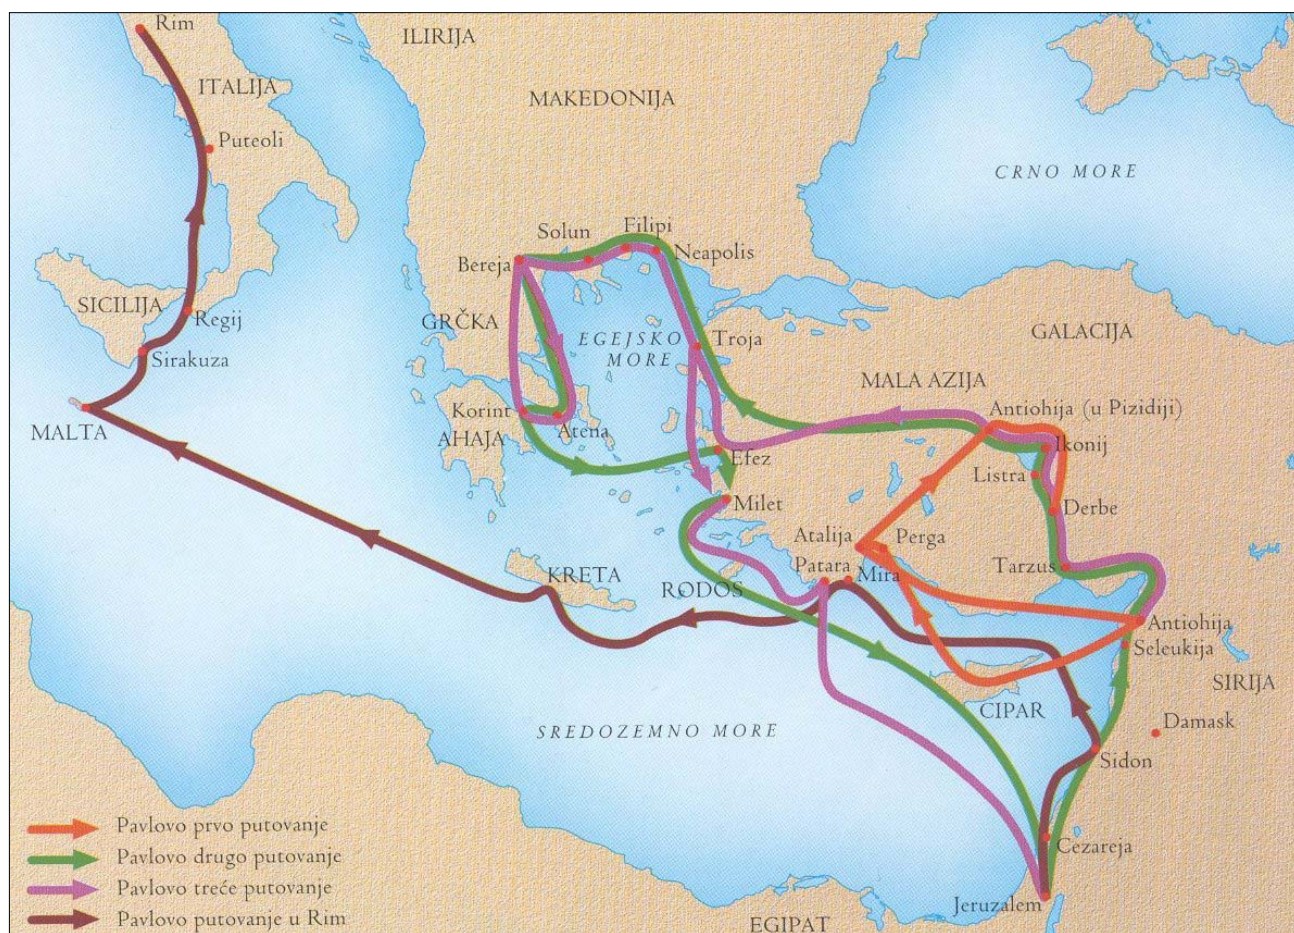 Rim
ILIRIJA
ITALIJA
MAKEDONIJA
Puteoli
CRNO MORE
Filipi
Solun
Neapolis
Bereja
SICILIJA
Regij
GRČKA
EGEJSKO
MORE
Troja
GALACIJA
Sirakuza
MALA AZIJA
MALTA
Korint
AHAJA
Atena
Antiohija (u Pizidiji)
Ikonij
Efez
Listra
Milet
Derbe
Atalija
Perga
Patara
Mira
Tarzus
KRETA
RODOS
Antiohija
Seleukija
SIRIJA
CIPAR
Damask
SREDOZEMNO MORE
Sidon
Cezareja
Jeruzalem
EGIPAT
Pavlovo prvo putovanje
Pavlovo drugo putovanje
Pavlovo treće putovanje
Pavlovo putovanje u Rim